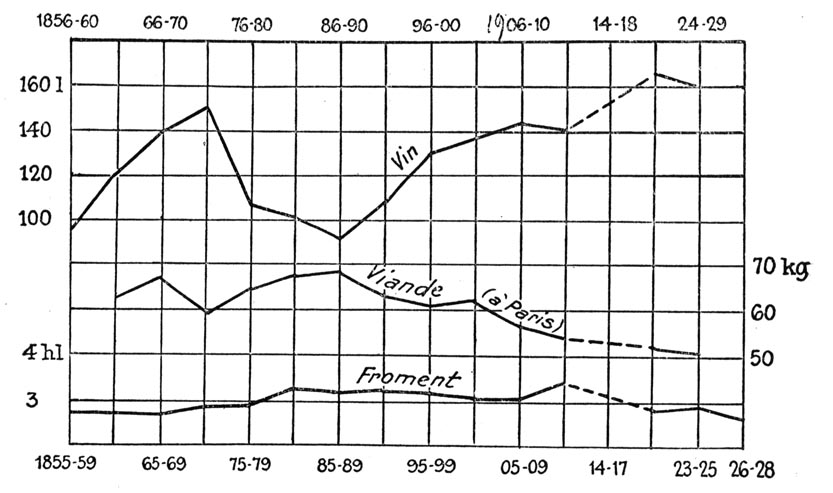 1856-60 66-70 76-80 86-90 96-00 1906-10 14-18 24-29
160 l
140
Vin
120
100
70 kg
Viande (à Paris)
60
4 hl
50
Froment
3
1855-59 65-69 75-79 85-89 95-99 05-09 14-17 23-25 26-28